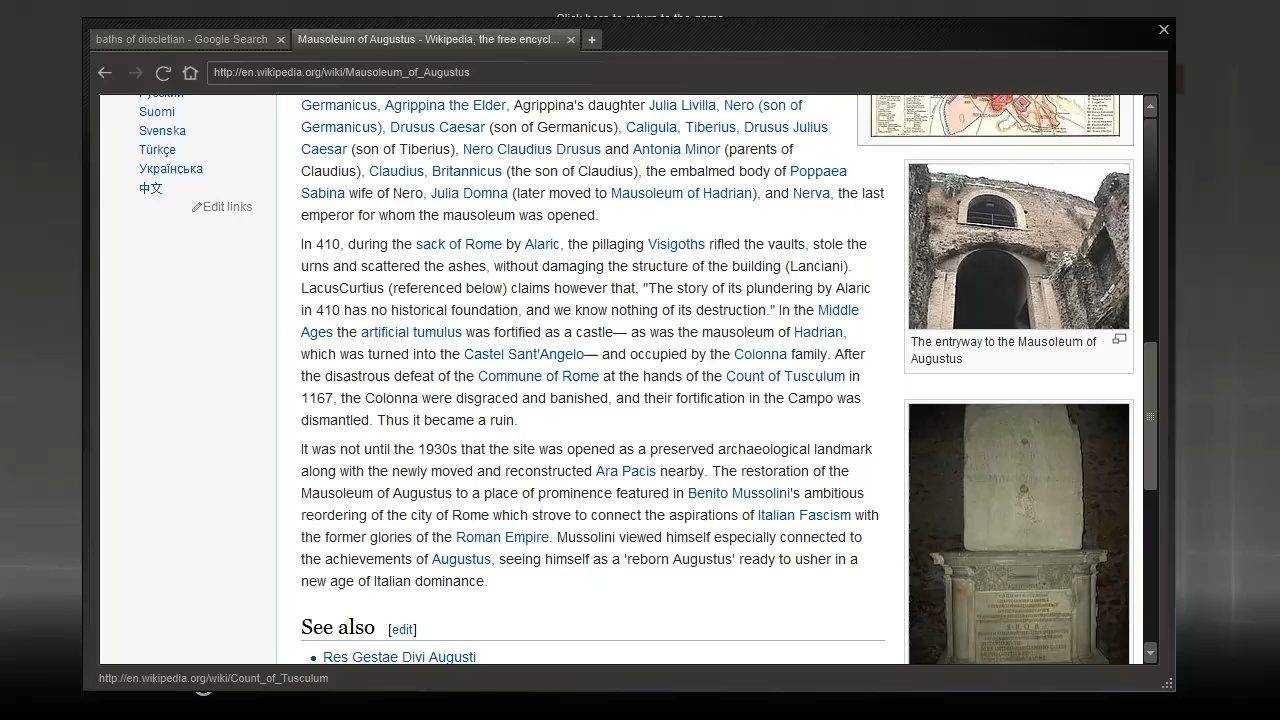 Click here to return to the game
baths of diocletian - Google Search
Mausoleum of Augustus - Wikipedia, the free encycl...
http://en.wikipedia.org/wiki/Mausoleum_of_Augustus
Русский
Suomi
Svenska
Türkçe
Українська
中文
Edit links
Germanicus, Agrippina the Elder, Agrippina's daughter Julia Livilla, Nero (son of
Germanicus), Drusus Caesar (son of Germanicus), Caligula, Tiberius, Drusus Julius
Caesar (son of Tiberius), Nero Claudius Drusus and Antonia Minor (parents of
Claudius), Claudius, Britannicus (the son of Claudius), the embalmed body of Poppaea
Sabina wife of Nero, Julia Domna (later moved to Mausoleum of Hadrian), and Nerva, the last
emperor for whom the mausoleum was opened.
In 410, during the sack of Rome by Alaric, the pillaging Visigoths rifled the vaults, stole the
urns and scattered the ashes, without damaging the structure of the building (Lanciani).
LacusCurtius (referenced below) claims however that, "The story of its plundering by Alaric
in 410 has no historical foundation, and we know nothing of its destruction." In the Middle
Ages the artificial tumulus was fortified as a castle— as was the mausoleum of Hadrian,
which was turned into the Castel Sant'Angelo— and occupied by the Colonna family. After
the disastrous defeat of the Commune of Rome at the hands of the Count of Tusculum in
1167, the Colonna were disgraced and banished, and their fortification in the Campo was
dismantled. Thus it became a ruin.
It was not until the 1930s that the site was opened as a preserved archaeological landmark
along with the newly moved and reconstructed Ara Pacis nearby. The restoration of the
Mausoleum of Augustus to a place of prominence featured in Benito Mussolini's ambitious
reordering of the city of Rome which strove to connect the aspirations of Italian Fascism with
the former glories of the Roman Empire. Mussolini viewed himself especially connected to
the achievements of Augustus, seeing himself as a 'reborn Augustus' ready to usher in a
new age of Italian dominance.
See also [edit]
Res Gestae Divi Augusti
The entryway to the Mausoleum of
Augustus
http://en.wikipedia.org/wiki/Count_of_Tusculum